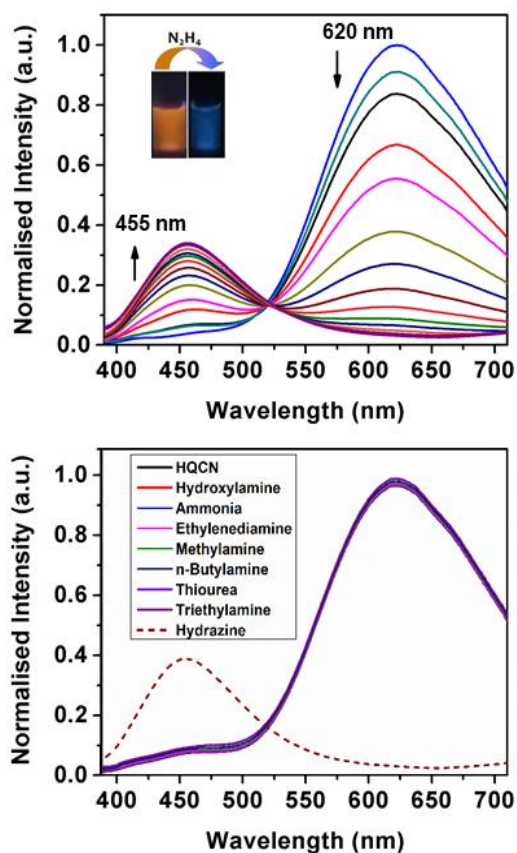 N₂H₄
620 nm
455 nm
Normalised Intensity (a.u.)
1.0
0.8
0.6
0.4
0.2
0.0
400 450 500 550 600 650 700
Wavelength (nm)
HQCN
Hydroxylamine
Ammonia
Ethylenediamine
Methylamine
n-Butylamine
Thiourea
Triethylamine
Hydrazine
Normalised Intensity (a.u.)
1.0
0.8
0.6
0.4
0.2
0.0
400 450 500 550 600 650 700
Wavelength (nm)